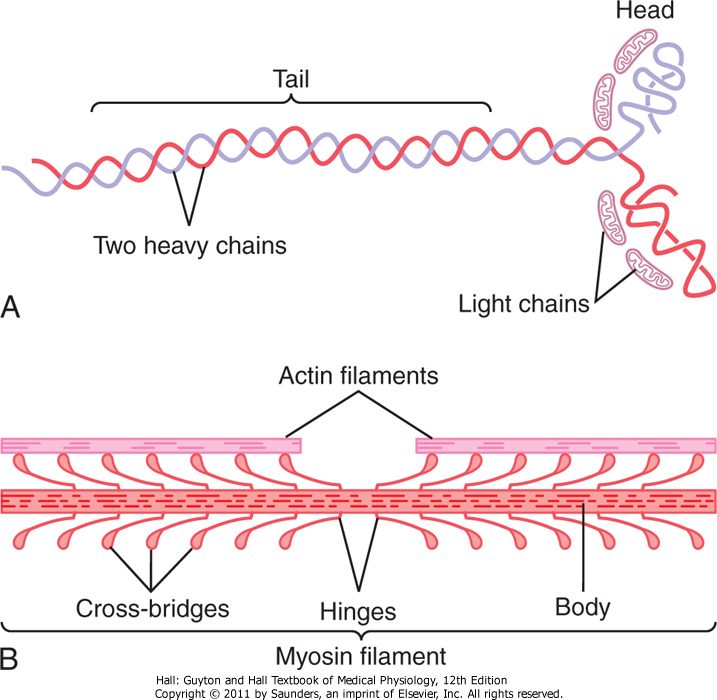 Head
Tail
Two heavy chains
Light chains
A
Actin filaments
Cross-bridges
Hinges
Body
B
Myosin filament
Hall: Guyton and Hall Textbook of Medical Physiology, 12th Edition
Copyright © 2011 by Saunders, an imprint of Elsevier, Inc. All rights reserved.